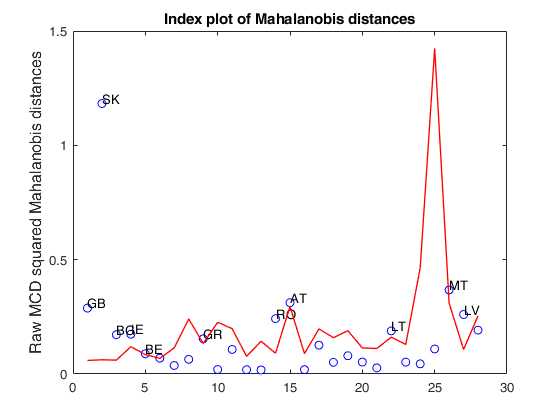 Index plot of Mahalanobis distances
Raw MCD squared Mahalanobis distances
1.5
1
0.5
0
0
5
10
15
20
25
30
SK
GB
BG
BE
GR
RO
AT
LT
MT
LV